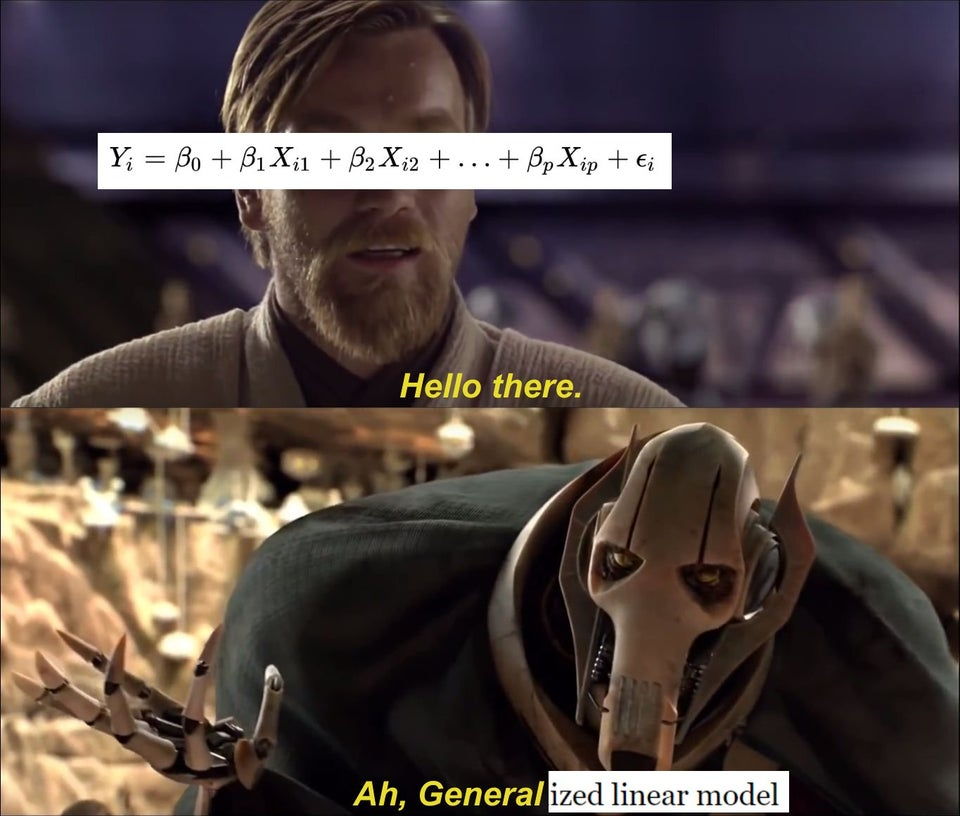 Yᵢ = β₀ + β₁Xᵢ₁ + β₂Xᵢ₂ + … + βₚXᵢₚ + ϵᵢ
Hello there.
Ah, Generalized linear model